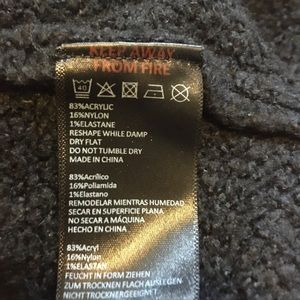 KEEP AWAY
FROM FIRE
40
83%ACRYLIC
16%NYLON
1%ELASTANE
RESHAPE WHILE DAMP
DRY FLAT
DO NOT TUMBLE DRY
MADE IN CHINA
83%Acrílico
16%Poliamida
1%Elastano
REMODELAR MIENTRAS HUMEDAD
SECAR EN SUPERFICIE PLANA
NO SECAR A MÁQUINA
HECHO EN CHINA
83%Acryl
16%Nylon
1%ELASTAN
FEUCHT IN FORM ZIEHEN
ZUM TROCKNEN FLACH AUSLEGEN
NICHT TROCKNERGEEIGNET